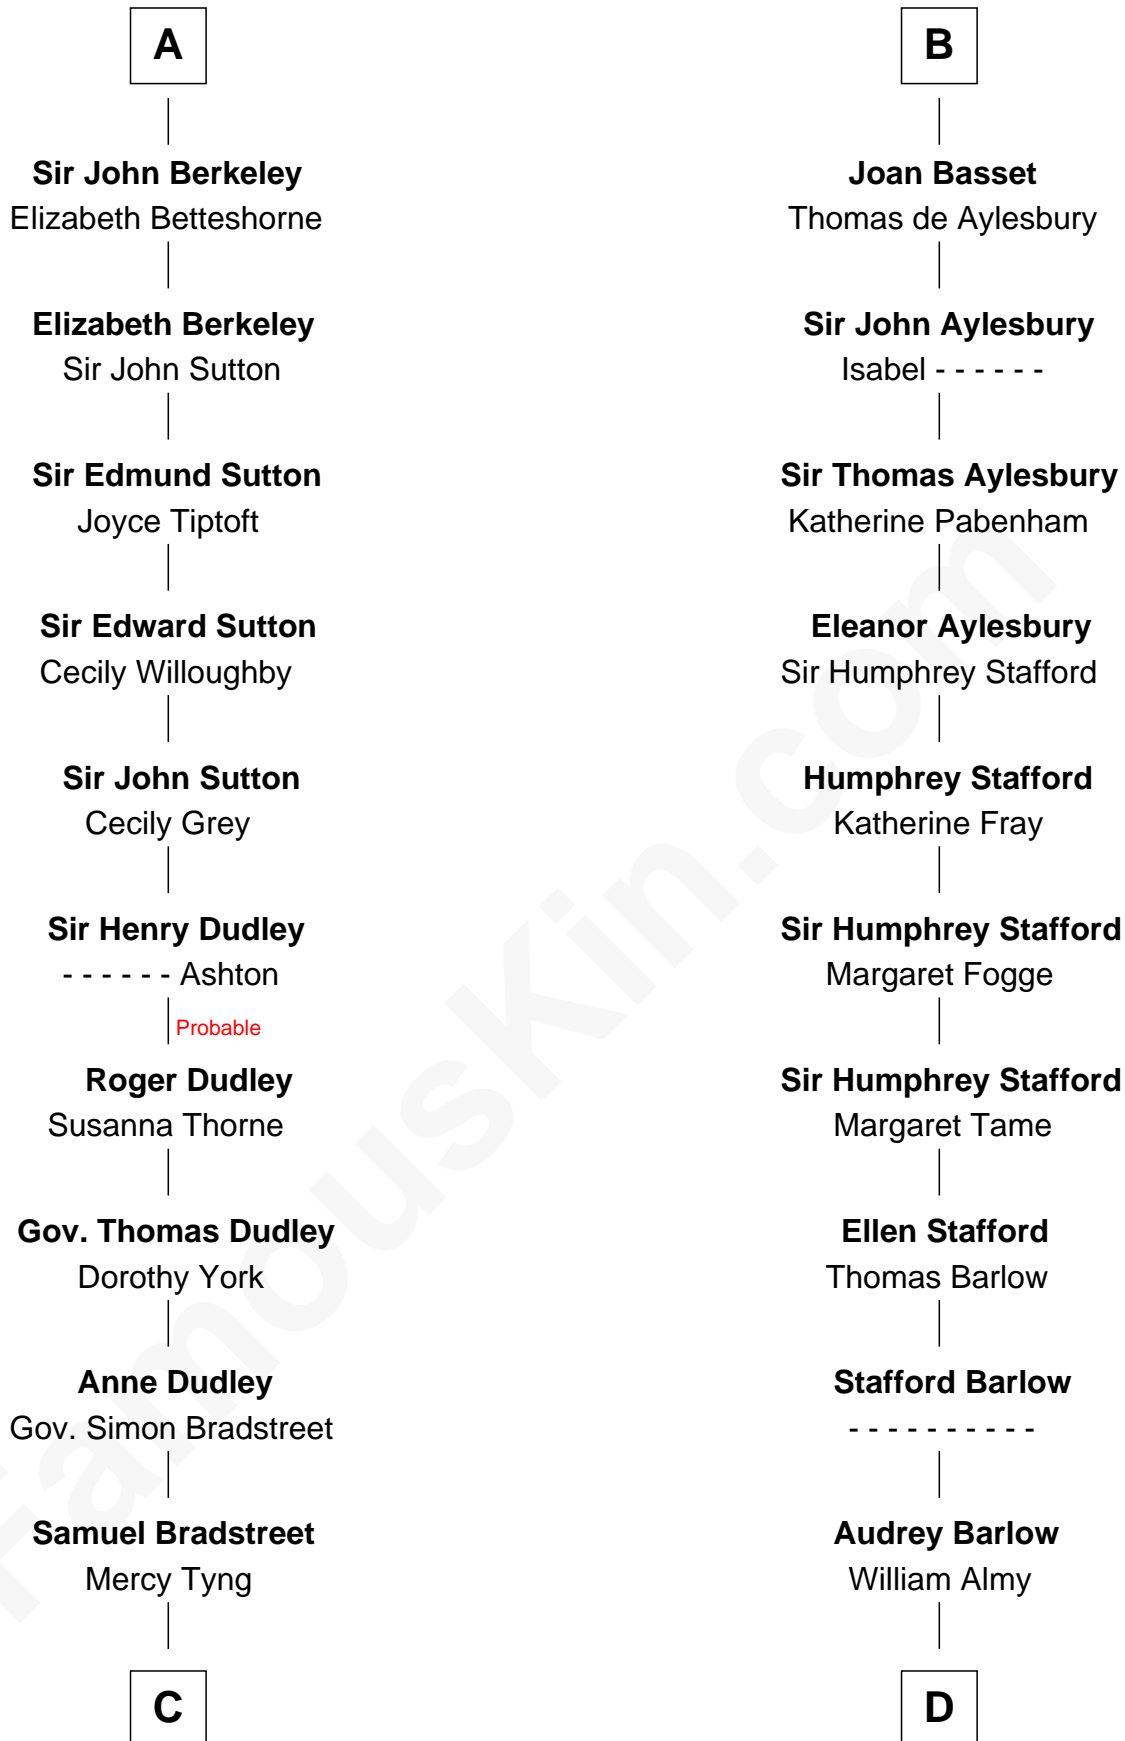 A
Sir John Berkeley
Elizabeth Betteshorne
Elizabeth Berkeley
Sir John Sutton
Sir Edmund Sutton
Joyce Tiptoft
Sir Edward Sutton
Cecily Willoughby
Sir John Sutton
Cecily Grey
Sir Henry Dudley
- - - - - - Ashton
Probable
Roger Dudley
Susanna Thorne
Gov. Thomas Dudley
Dorothy York
Anne Dudley
Gov. Simon Bradstreet
Samuel Bradstreet
Mercy Tyng
C
B
Joan Basset
Thomas de Aylesbury
Sir John Aylesbury
Isabel - - - - - -
Sir Thomas Aylesbury
Katherine Pabenham
Eleanor Aylesbury
Sir Humphrey Stafford
Humphrey Stafford
Katherine Fray
Sir Humphrey Stafford
Margaret Fogge
Sir Humphrey Stafford
Margaret Tame
Ellen Stafford
Thomas Barlow
Stafford Barlow
- - - - - - - - - -
Audrey Barlow
William Almy
D
FamousKin.com